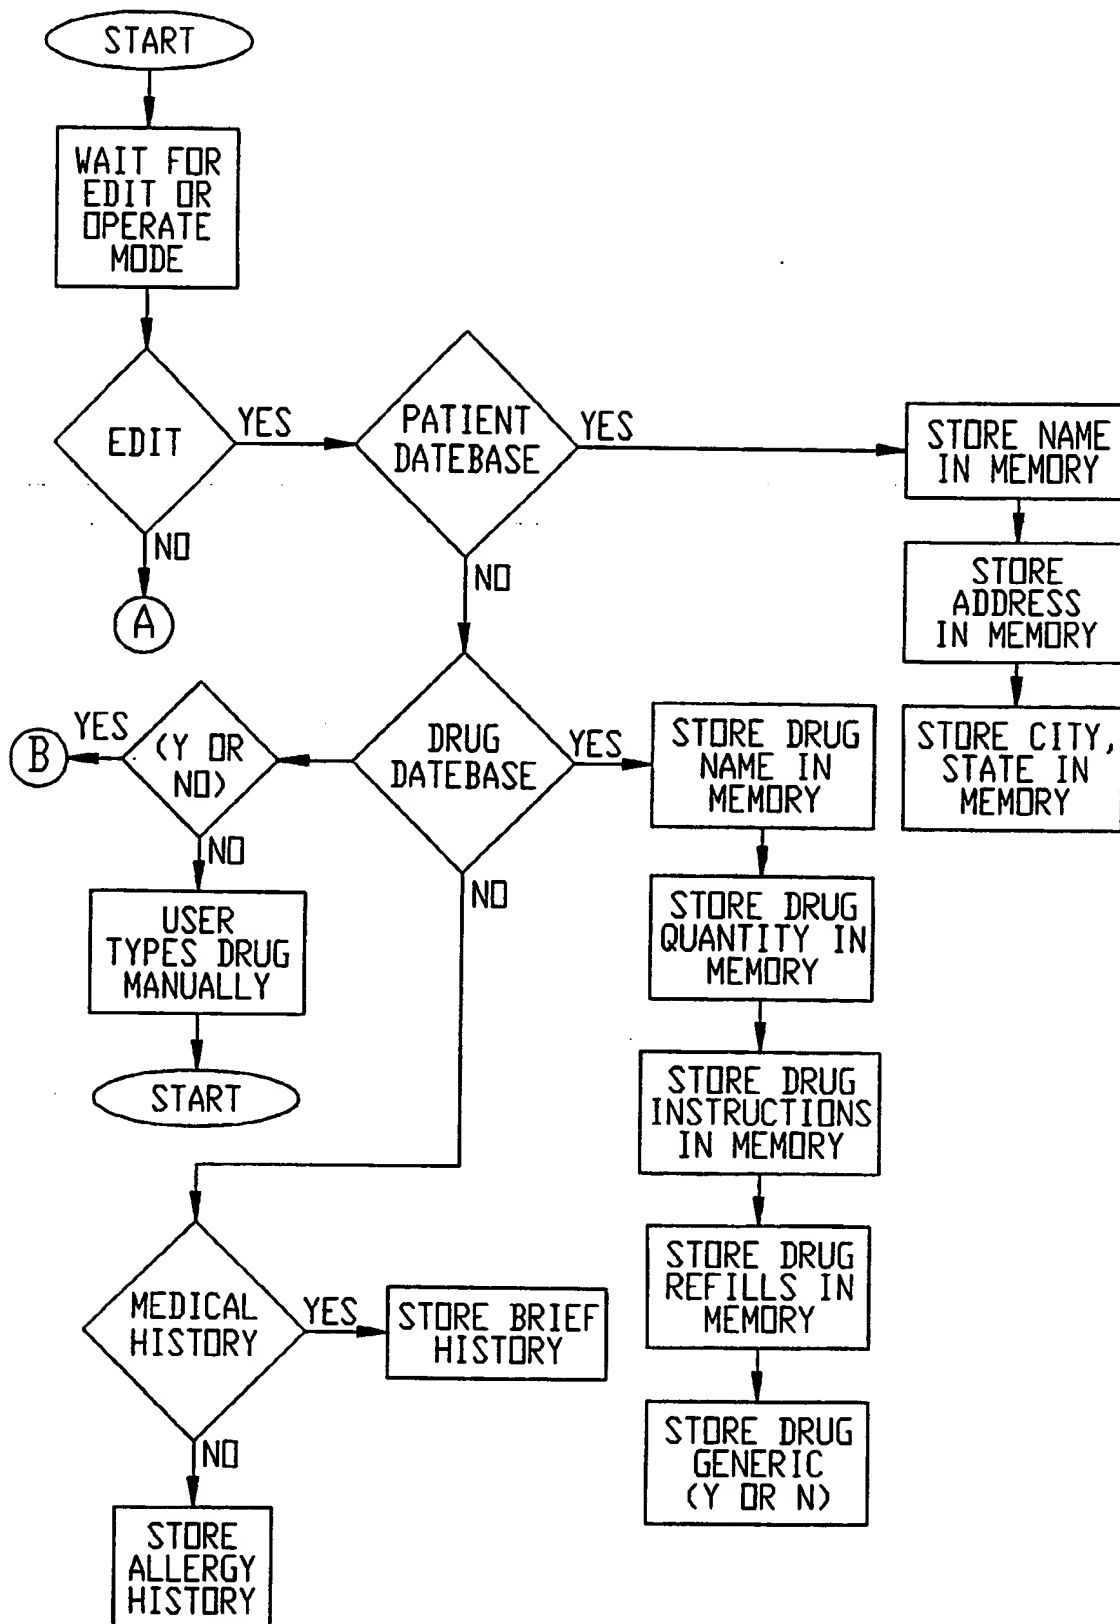 START
WAIT FOR
EDIT OR
OPERATE
MODE
EDIT
YES
NO
A
PATIENT
DATEBASE
YES
NO
STORE NAME
IN MEMORY
STORE
ADDRESS
IN MEMORY
STORE CITY,
STATE IN
MEMORY
DRUG
DATEBASE
YES
NO
(Y OR
NO)
YES
B
NO
USER
TYPES DRUG
MANUALLY
START
STORE DRUG
NAME IN
MEMORY
STORE DRUG
QUANTITY IN
MEMORY
STORE DRUG
INSTRUCTIONS
IN MEMORY
STORE DRUG
REFILLS IN
MEMORY
STORE DRUG
GENERIC
(Y OR N)
MEDICAL
HISTORY
YES
STORE BRIEF
HISTORY
NO
STORE
ALLERGY
HISTORY